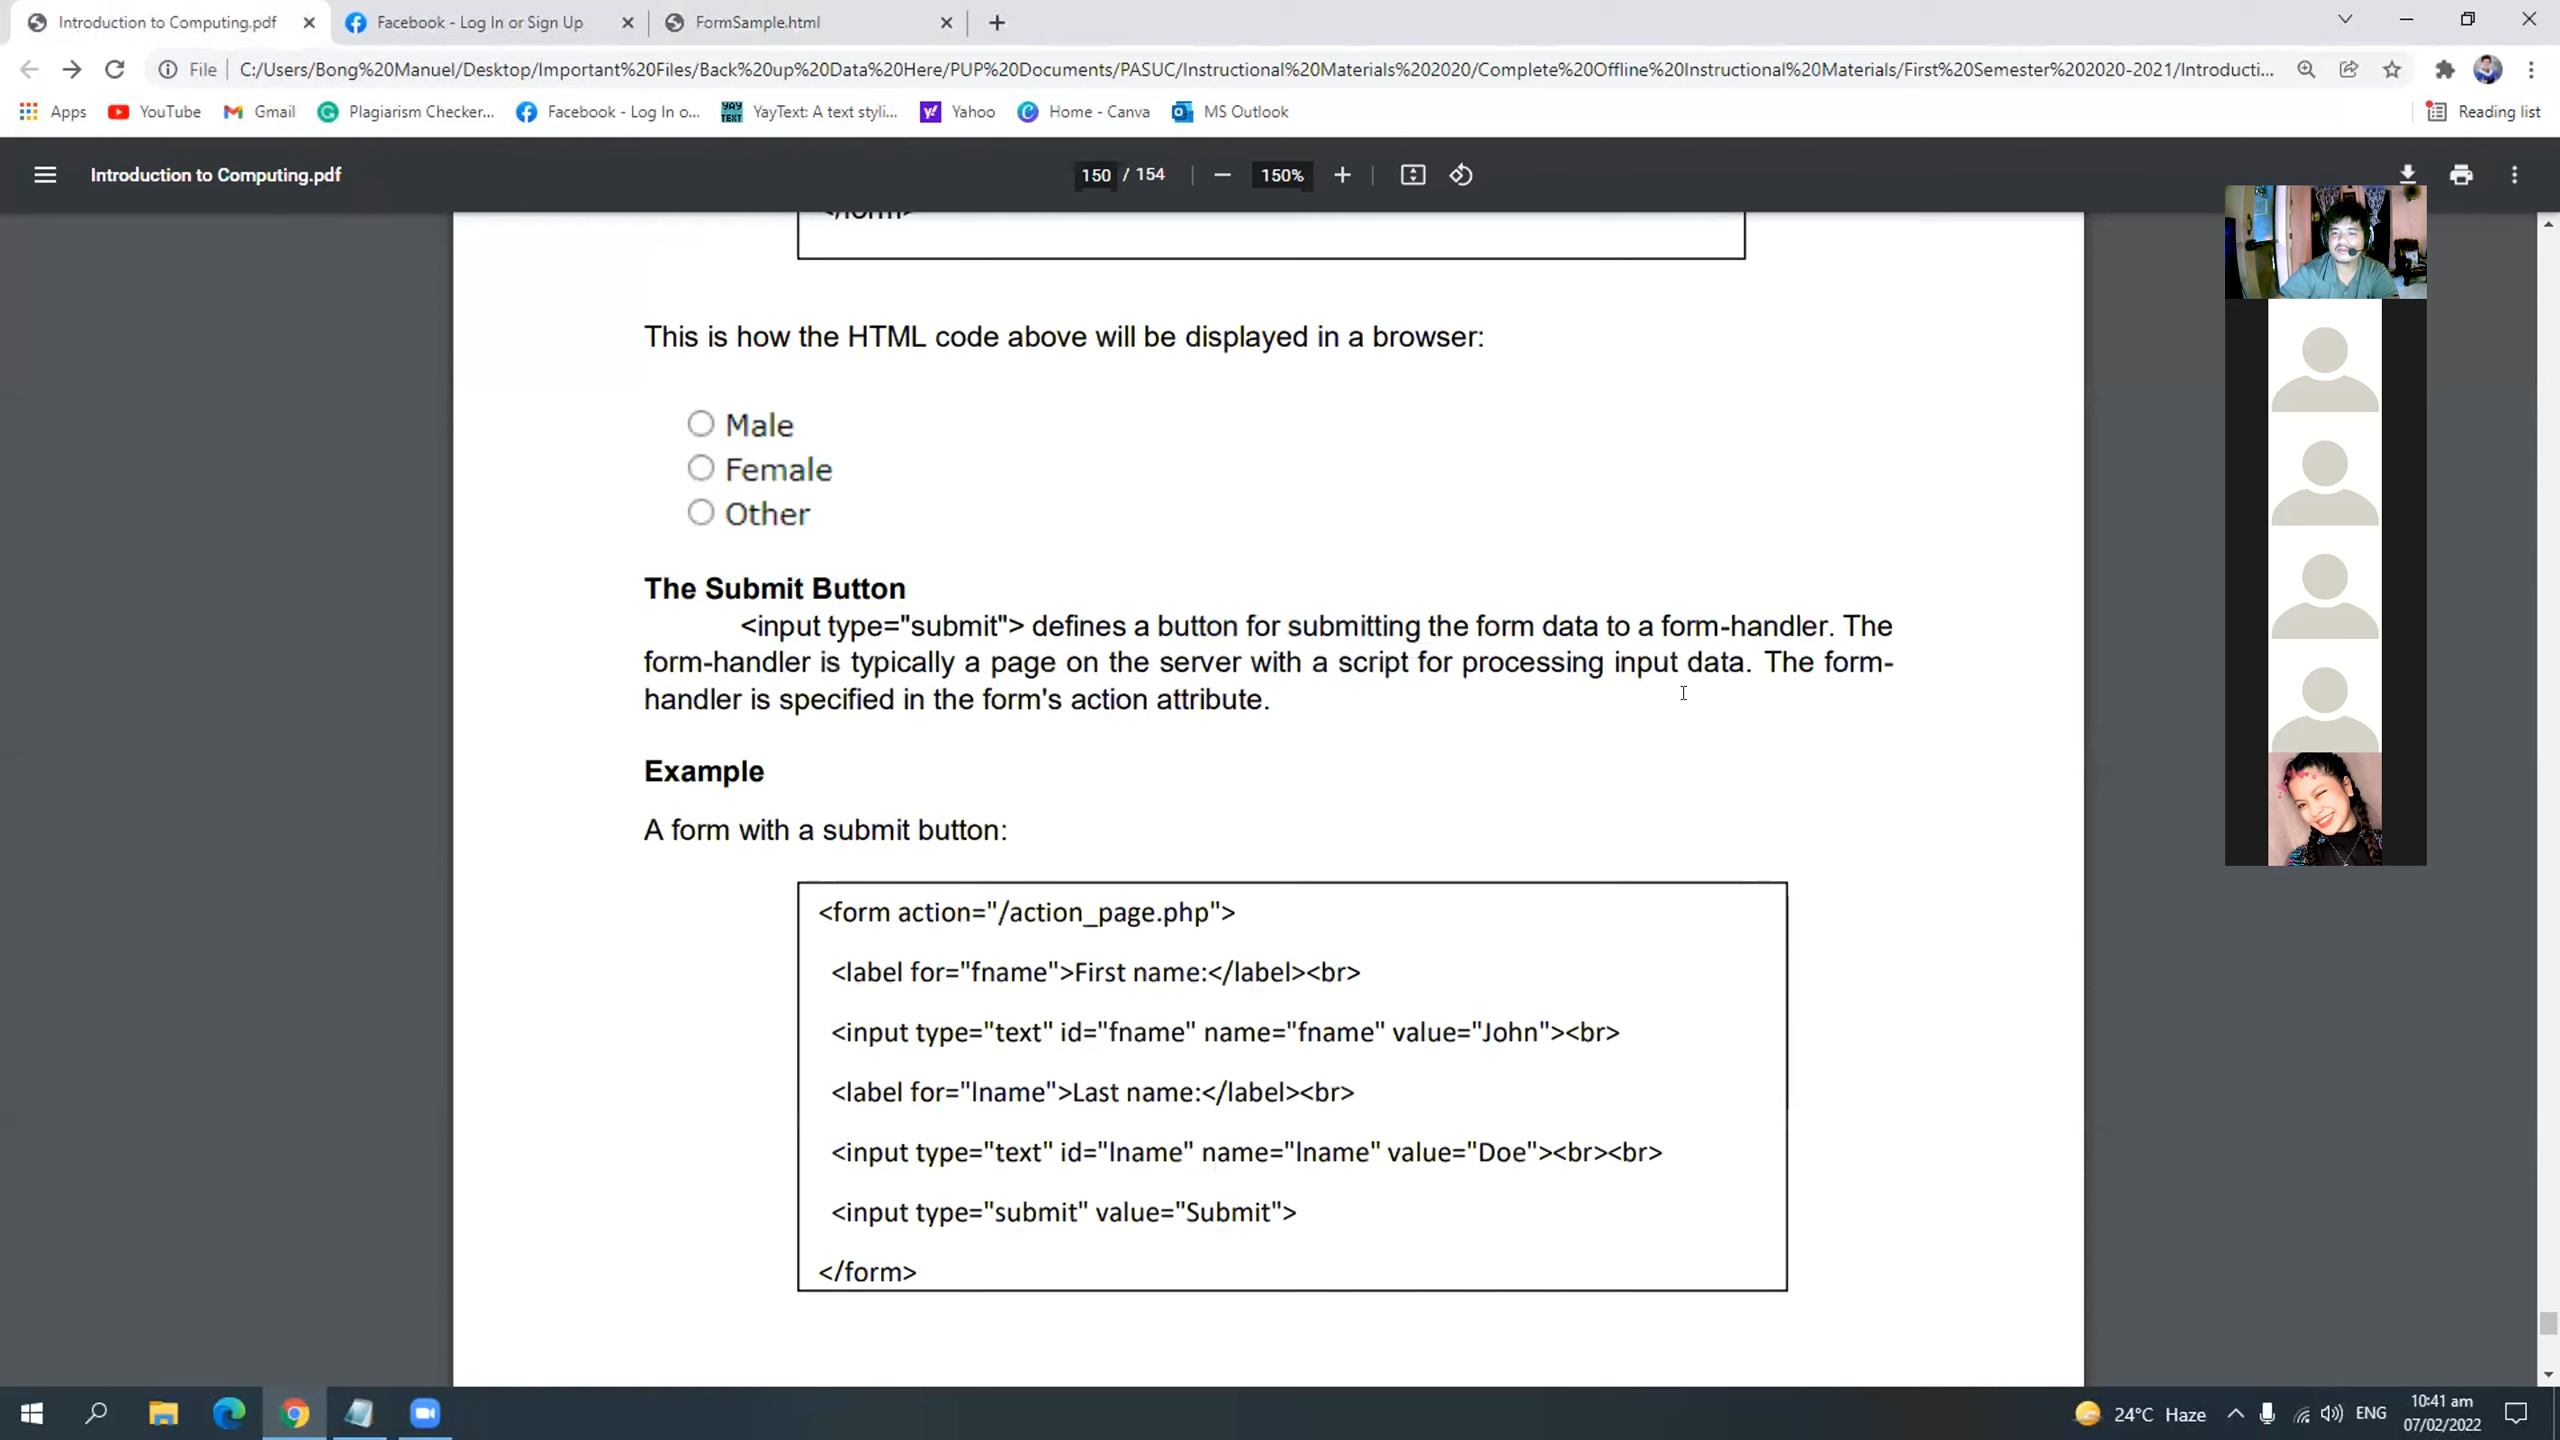 Introduction to Computing.pdf
Facebook - Log In or Sign Up
FormSample.html
File
C:/Users/Bong%20Manuel/Desktop/Important%20Files/Back%20up%20Data%20Here/PUP%20Documents/PASUC/Instructional%20Materials%202020/Complete%20Offline%20Instructional%20Materials/First%20Semester%202020-2021/Introducti...
Apps
YouTube
Gmail
Plagiarism Checker...
Facebook - Log In o...
YAY TEXT
YayText: A text styli...
Yahoo
Home - Canva
MS Outlook
Reading list
Introduction to Computing.pdf
150 / 154
150%
</form>
This is how the HTML code above will be displayed in a browser:
Male
Female
Other
The Submit Button
<input type="submit"> defines a button for submitting the form data to a form-handler. The
form-handler is typically a page on the server with a script for processing input data. The form-
handler is specified in the form's action attribute.
Example
A form with a submit button:
<form action="/action_page.php">
<label for="fname">First name:</label><br>
<input type="text" id="fname" name="fname" value="John"><br>
<label for="lname">Last name:</label><br>
<input type="text" id="lname" name="lname" value="Doe"><br><br>
<input type="submit" value="Submit">
</form>
24°C Haze
ENG
10:41 am
07/02/2022